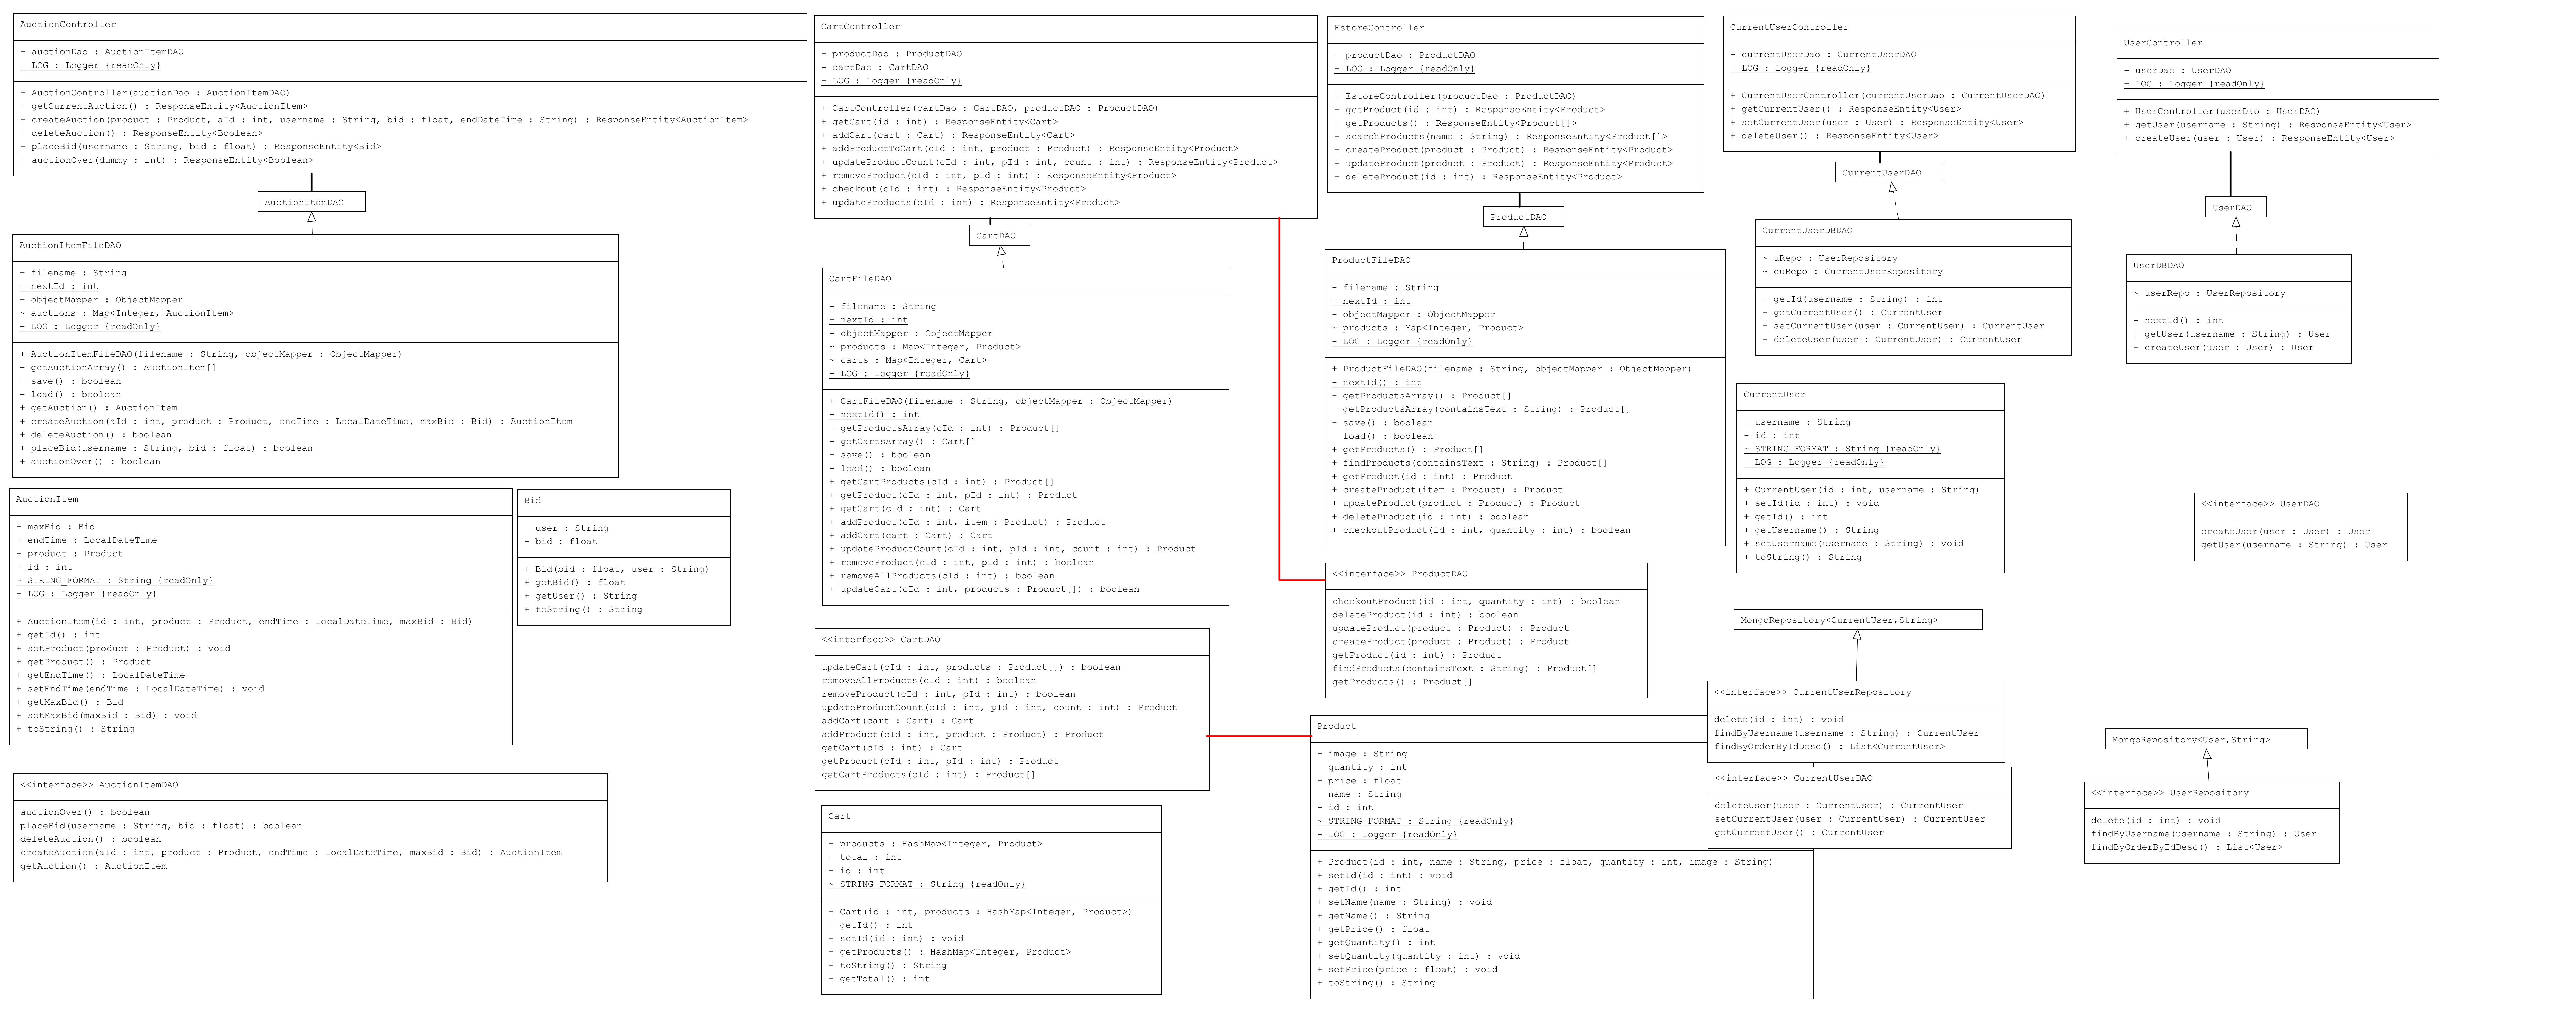 AuctionController
- auctionDao : AuctionItemDAO
- LOG : Logger {readOnly}
+ AuctionController(auctionDao : AuctionItemDAO)
+ getCurrentAuction() : ResponseEntity<AuctionItem>
+ createAuction(product : Product, aId : int, username : String, bid : float, endDateTime : String) : ResponseEntity<AuctionItem>
+ deleteAuction() : ResponseEntity<Boolean>
+ placeBid(username : String, bid : float) : ResponseEntity<Bid>
+ auctionOver(dummy : int) : ResponseEntity<Boolean>
AuctionItemDAO
AuctionItemFileDAO
- filename : String
- nextId : int
- objectMapper : ObjectMapper
~ auctions : Map<Integer, AuctionItem>
- LOG : Logger {readOnly}
+ AuctionItemFileDAO(filename : String, objectMapper : ObjectMapper)
- getAuctionArray() : AuctionItem[]
- save() : boolean
- load() : boolean
+ getAuction() : AuctionItem
+ createAuction(aId : int, product : Product, endTime : LocalDateTime, maxBid : Bid) : AuctionItem
+ deleteAuction() : boolean
+ placeBid(username : String, bid : float) : boolean
+ auctionOver() : boolean
AuctionItem
- maxBid : Bid
- endTime : LocalDateTime
- product : Product
- id : int
~ STRING_FORMAT : String {readOnly}
- LOG : Logger {readOnly}
+ AuctionItem(id : int, product : Product, endTime : LocalDateTime, maxBid : Bid)
+ getId() : int
+ setProduct(product : Product) : void
+ getProduct() : Product
+ getEndTime() : LocalDateTime
+ setEndTime(endTime : LocalDateTime) : void
+ getMaxBid() : Bid
+ setMaxBid(maxBid : Bid) : void
+ toString() : String
Bid
- user : String
- bid : float
+ Bid(bid : float, user : String)
+ getBid() : float
+ getUser() : String
+ toString() : String
<<interface>> AuctionItemDAO
auctionOver() : boolean
placeBid(username : String, bid : float) : boolean
deleteAuction() : boolean
createAuction(aId : int, product : Product, endTime : LocalDateTime, maxBid : Bid) : AuctionItem
getAuction() : AuctionItem
CartController
- productDao : ProductDAO
- cartDao : CartDAO
- LOG : Logger {readOnly}
+ CartController(cartDao : CartDAO, productDAO : ProductDAO)
+ getCart(id : int) : ResponseEntity<Cart>
+ addCart(cart : Cart) : ResponseEntity<Cart>
+ addProductToCart(cId : int, product : Product) : ResponseEntity<Product>
+ updateProductCount(cId : int, pId : int, count : int) : ResponseEntity<Product>
+ removeProduct(cId : int, pId : int) : ResponseEntity<Product>
+ checkout(cId : int) : ResponseEntity<Product>
+ updateProducts(cId : int) : ResponseEntity<Product>
CartDAO
CartFileDAO
- filename : String
- nextId : int
- objectMapper : ObjectMapper
~ products : Map<Integer, Product>
~ carts : Map<Integer, Cart>
- LOG : Logger {readOnly}
+ CartFileDAO(filename : String, objectMapper : ObjectMapper)
- nextId() : int
- getProductsArray(cId : int) : Product[]
- getCartsArray() : Cart[]
- save() : boolean
- load() : boolean
+ getCartProducts(cId : int) : Product[]
+ getProduct(cId : int, pId : int) : Product
+ getCart(cId : int) : Cart
+ addProduct(cId : int, item : Product) : Product
+ addCart(cart : Cart) : Cart
+ updateProductCount(cId : int, pId : int, count : int) : Product
+ removeProduct(cId : int, pId : int) : boolean
+ removeAllProducts(cId : int) : boolean
+ updateCart(cId : int, products : Product[]) : boolean
<<interface>> CartDAO
updateCart(cId : int, products : Product[]) : boolean
removeAllProducts(cId : int) : boolean
removeProduct(cId : int, pId : int) : boolean
updateProductCount(cId : int, pId : int, count : int) : Product
addCart(cart : Cart) : Cart
addProduct(cId : int, product : Product) : Product
getCart(cId : int) : Cart
getProduct(cId : int, pId : int) : Product
getCartProducts(cId : int) : Product[]
Cart
- products : HashMap<Integer, Product>
- total : int
- id : int
~ STRING_FORMAT : String {readOnly}
+ Cart(id : int, products : HashMap<Integer, Product>)
+ getId() : int
+ setId(id : int) : void
+ getProducts() : HashMap<Integer, Product>
+ toString() : String
+ getTotal() : int
EstoreController
- productDao : ProductDAO
- LOG : Logger {readOnly}
+ EstoreController(productDao : ProductDAO)
+ getProduct(id : int) : ResponseEntity<Product>
+ getProducts() : ResponseEntity<Product[]>
+ searchProducts(name : String) : ResponseEntity<Product[]>
+ createProduct(product : Product) : ResponseEntity<Product>
+ updateProduct(product : Product) : ResponseEntity<Product>
+ deleteProduct(id : int) : ResponseEntity<Product>
ProductDAO
ProductFileDAO
- filename : String
- nextId : int
- objectMapper : ObjectMapper
~ products : Map<Integer, Product>
- LOG : Logger {readOnly}
+ ProductFileDAO(filename : String, objectMapper : ObjectMapper)
- nextId() : int
- getProductsArray() : Product[]
- getProductsArray(containsText : String) : Product[]
- save() : boolean
- load() : boolean
+ getProducts() : Product[]
+ findProducts(containsText : String) : Product[]
+ getProduct(id : int) : Product
+ createProduct(item : Product) : Product
+ updateProduct(product : Product) : Product
+ deleteProduct(id : int) : boolean
+ checkoutProduct(id : int, quantity : int) : boolean
<<interface>> ProductDAO
checkoutProduct(id : int, quantity : int) : boolean
deleteProduct(id : int) : boolean
updateProduct(product : Product) : Product
createProduct(product : Product) : Product
getProduct(id : int) : Product
findProducts(containsText : String) : Product[]
getProducts() : Product[]
Product
- image : String
- quantity : int
- price : float
- name : String
- id : int
~ STRING_FORMAT : String {readOnly}
- LOG : Logger {readOnly}
+ Product(id : int, name : String, price : float, quantity : int, image : String)
+ setId(id : int) : void
+ getId() : int
+ setName(name : String) : void
+ getName() : String
+ getPrice() : float
+ getQuantity() : int
+ setQuantity(quantity : int) : void
+ setPrice(price : float) : void
+ toString() : String
CurrentUserController
- currentUserDao : CurrentUserDAO
- LOG : Logger {readOnly}
+ CurrentUserController(currentUserDao : CurrentUserDAO)
+ getCurrentUser() : ResponseEntity<User>
+ setCurrentUser(user : User) : ResponseEntity<User>
+ deleteUser() : ResponseEntity<User>
CurrentUserDAO
CurrentUserDBDAO
~ uRepo : UserRepository
~ cuRepo : CurrentUserRepository
- getId(username : String) : int
+ getCurrentUser() : CurrentUser
+ setCurrentUser(user : CurrentUser) : CurrentUser
+ deleteUser(user : CurrentUser) : CurrentUser
CurrentUser
- username : String
- id : int
~ STRING_FORMAT : String {readOnly}
- LOG : Logger {readOnly}
+ CurrentUser(id : int, username : String)
+ setId(id : int) : void
+ getId() : int
+ getUsername() : String
+ setUsername(username : String) : void
+ toString() : String
MongoRepository<CurrentUser,String>
<<interface>> CurrentUserRepository
delete(id : int) : void
findByUsername(username : String) : CurrentUser
findByOrderByIdDesc() : List<CurrentUser>
<<interface>> CurrentUserDAO
deleteUser(user : CurrentUser) : CurrentUser
setCurrentUser(user : CurrentUser) : CurrentUser
getCurrentUser() : CurrentUser
UserController
- userDao : UserDAO
- LOG : Logger {readOnly}
+ UserController(userDao : UserDAO)
+ getUser(username : String) : ResponseEntity<User>
+ createUser(user : User) : ResponseEntity<User>
UserDAO
UserDBDAO
~ userRepo : UserRepository
- nextId() : int
+ getUser(username : String) : User
+ createUser(user : User) : User
<<interface>> UserDAO
createUser(user : User) : User
getUser(username : String) : User
MongoRepository<User,String>
<<interface>> UserRepository
delete(id : int) : void
findByUsername(username : String) : User
findByOrderByIdDesc() : List<User>